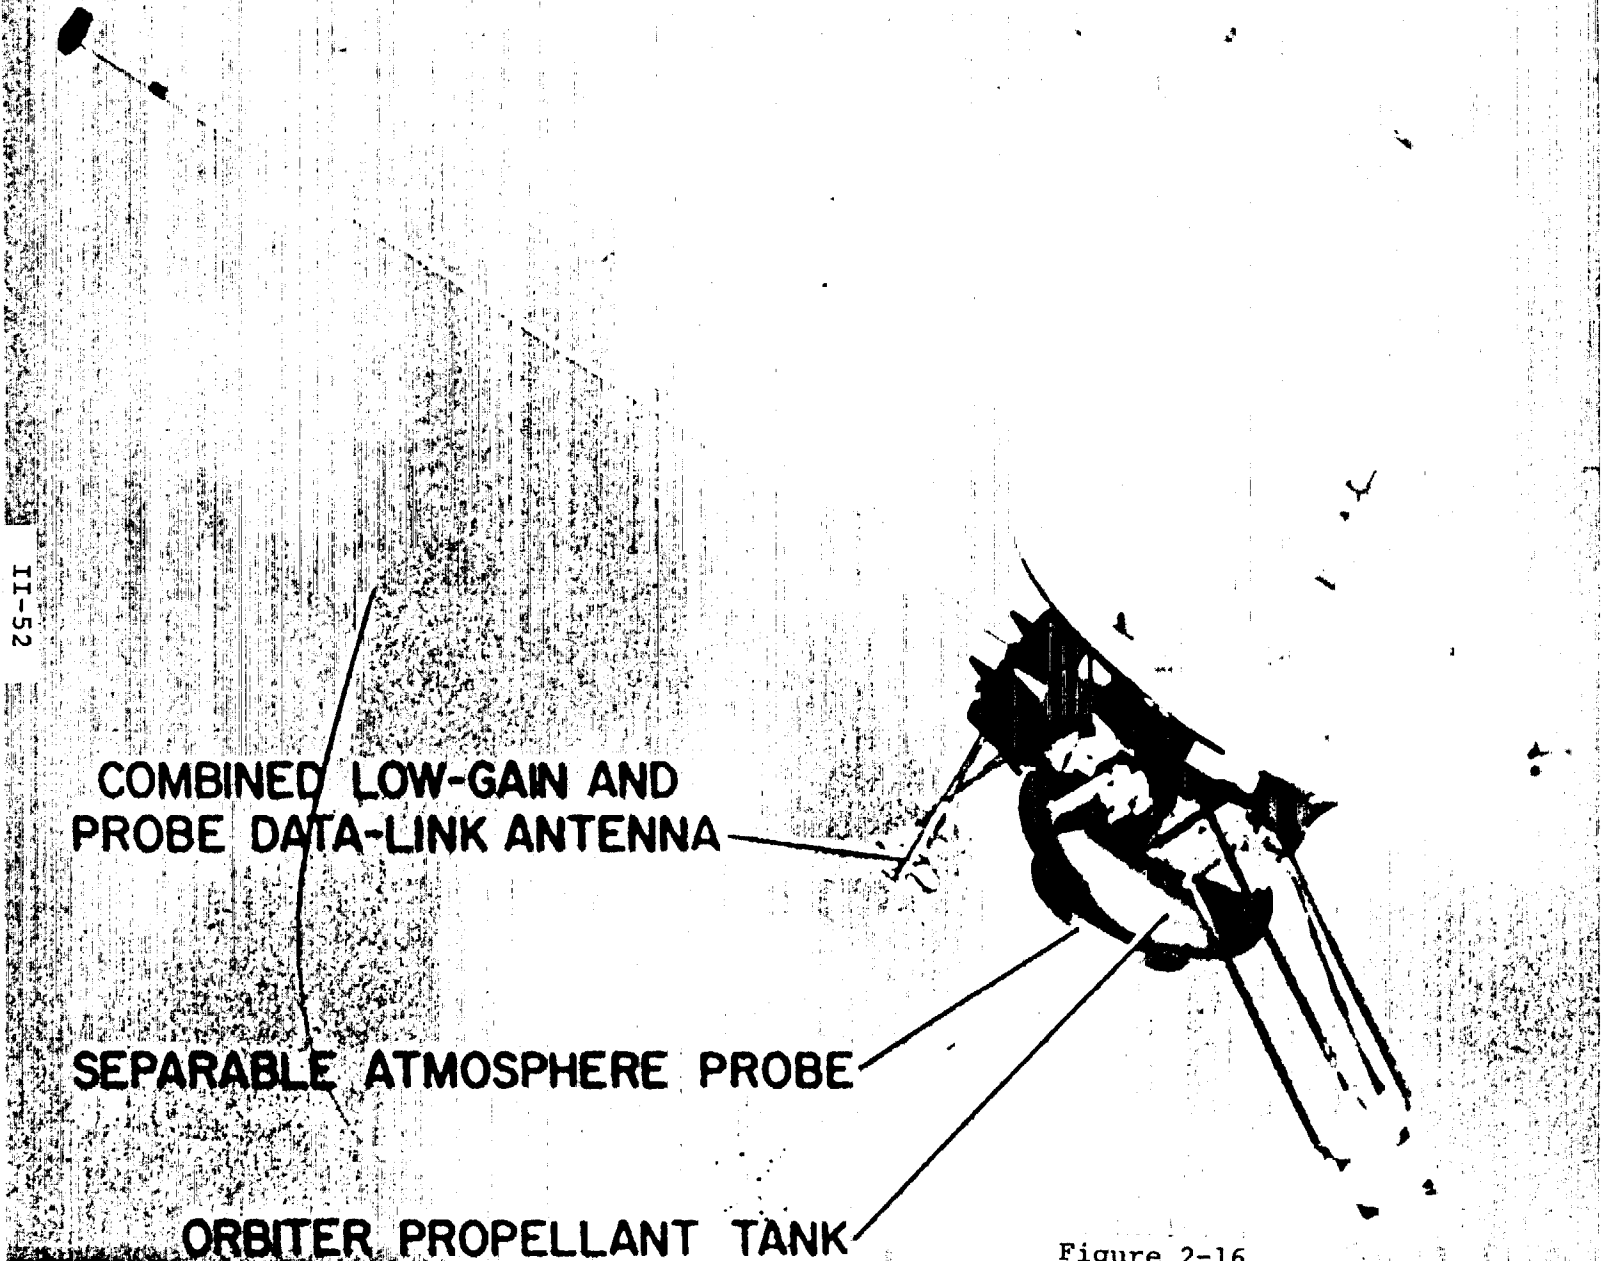 II-52
COMBINED LOW-GAIN AND
PROBE DATA-LINK ANTENNA
SEPARABLE ATMOSPHERE PROBE
ORBITER PROPELLANT TANK
Figure 2-16